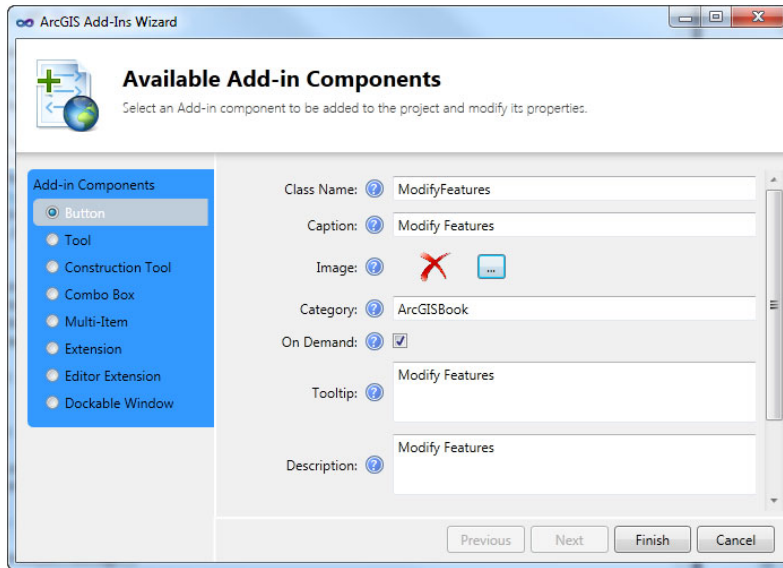 ArcGIS Add-Ins Wizard
Available Add-in Components
Select an Add-in component to be added to the project and modify its properties.
Add-in Components
Button
Tool
Construction Tool
Combo Box
Multi-Item
Extension
Editor Extension
Dockable Window
Class Name: ? ModifyFeatures
Caption: ? Modify Features
Image: ? ...
Category: ? ArcGISBook
On Demand: ?
Tooltip: ? Modify Features
Description: ? Modify Features
Previous Next Finish Cancel